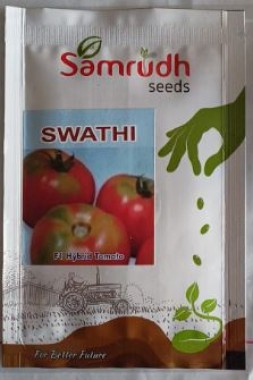 Samrudh
seeds
SWATHI
F1 Hybrid Tomato
For Better Future